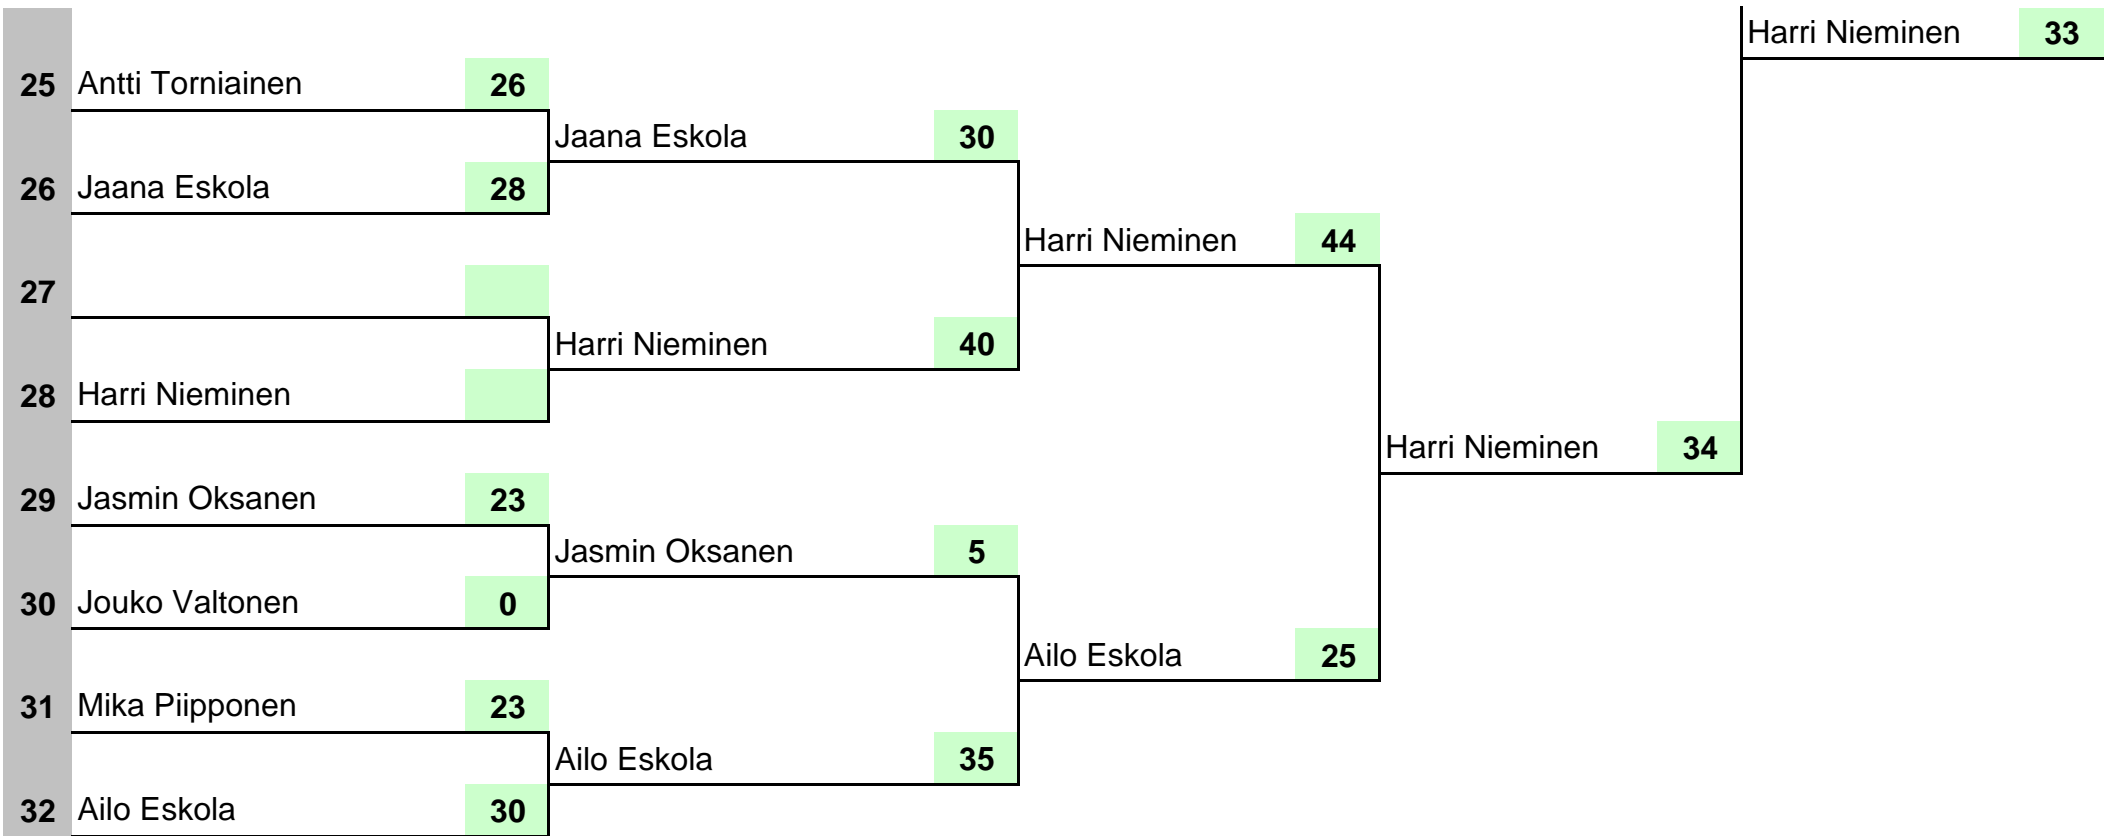 Harri Nieminen 33
25 Antti Torniainen 26
Jaana Eskola 30
26 Jaana Eskola 28
Harri Nieminen 44
27
Harri Nieminen 40
28 Harri Nieminen
Harri Nieminen 34
29 Jasmin Oksanen 23
Jasmin Oksanen 5
30 Jouko Valtonen 0
Ailo Eskola 25
31 Mika Piipponen 23
Ailo Eskola 35
32 Ailo Eskola 30